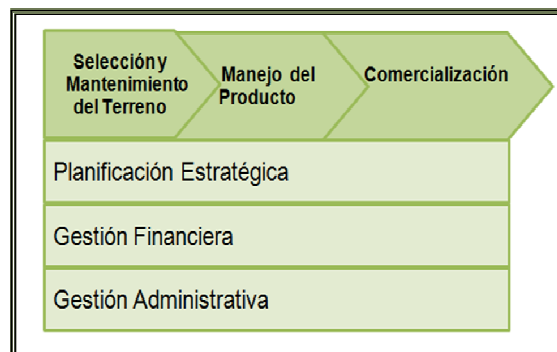 Selección y
Mantenimiento
del Terreno
Manejo del
Producto
Comercialización
Planificación Estratégica
Gestión Financiera
Gestión Administrativa